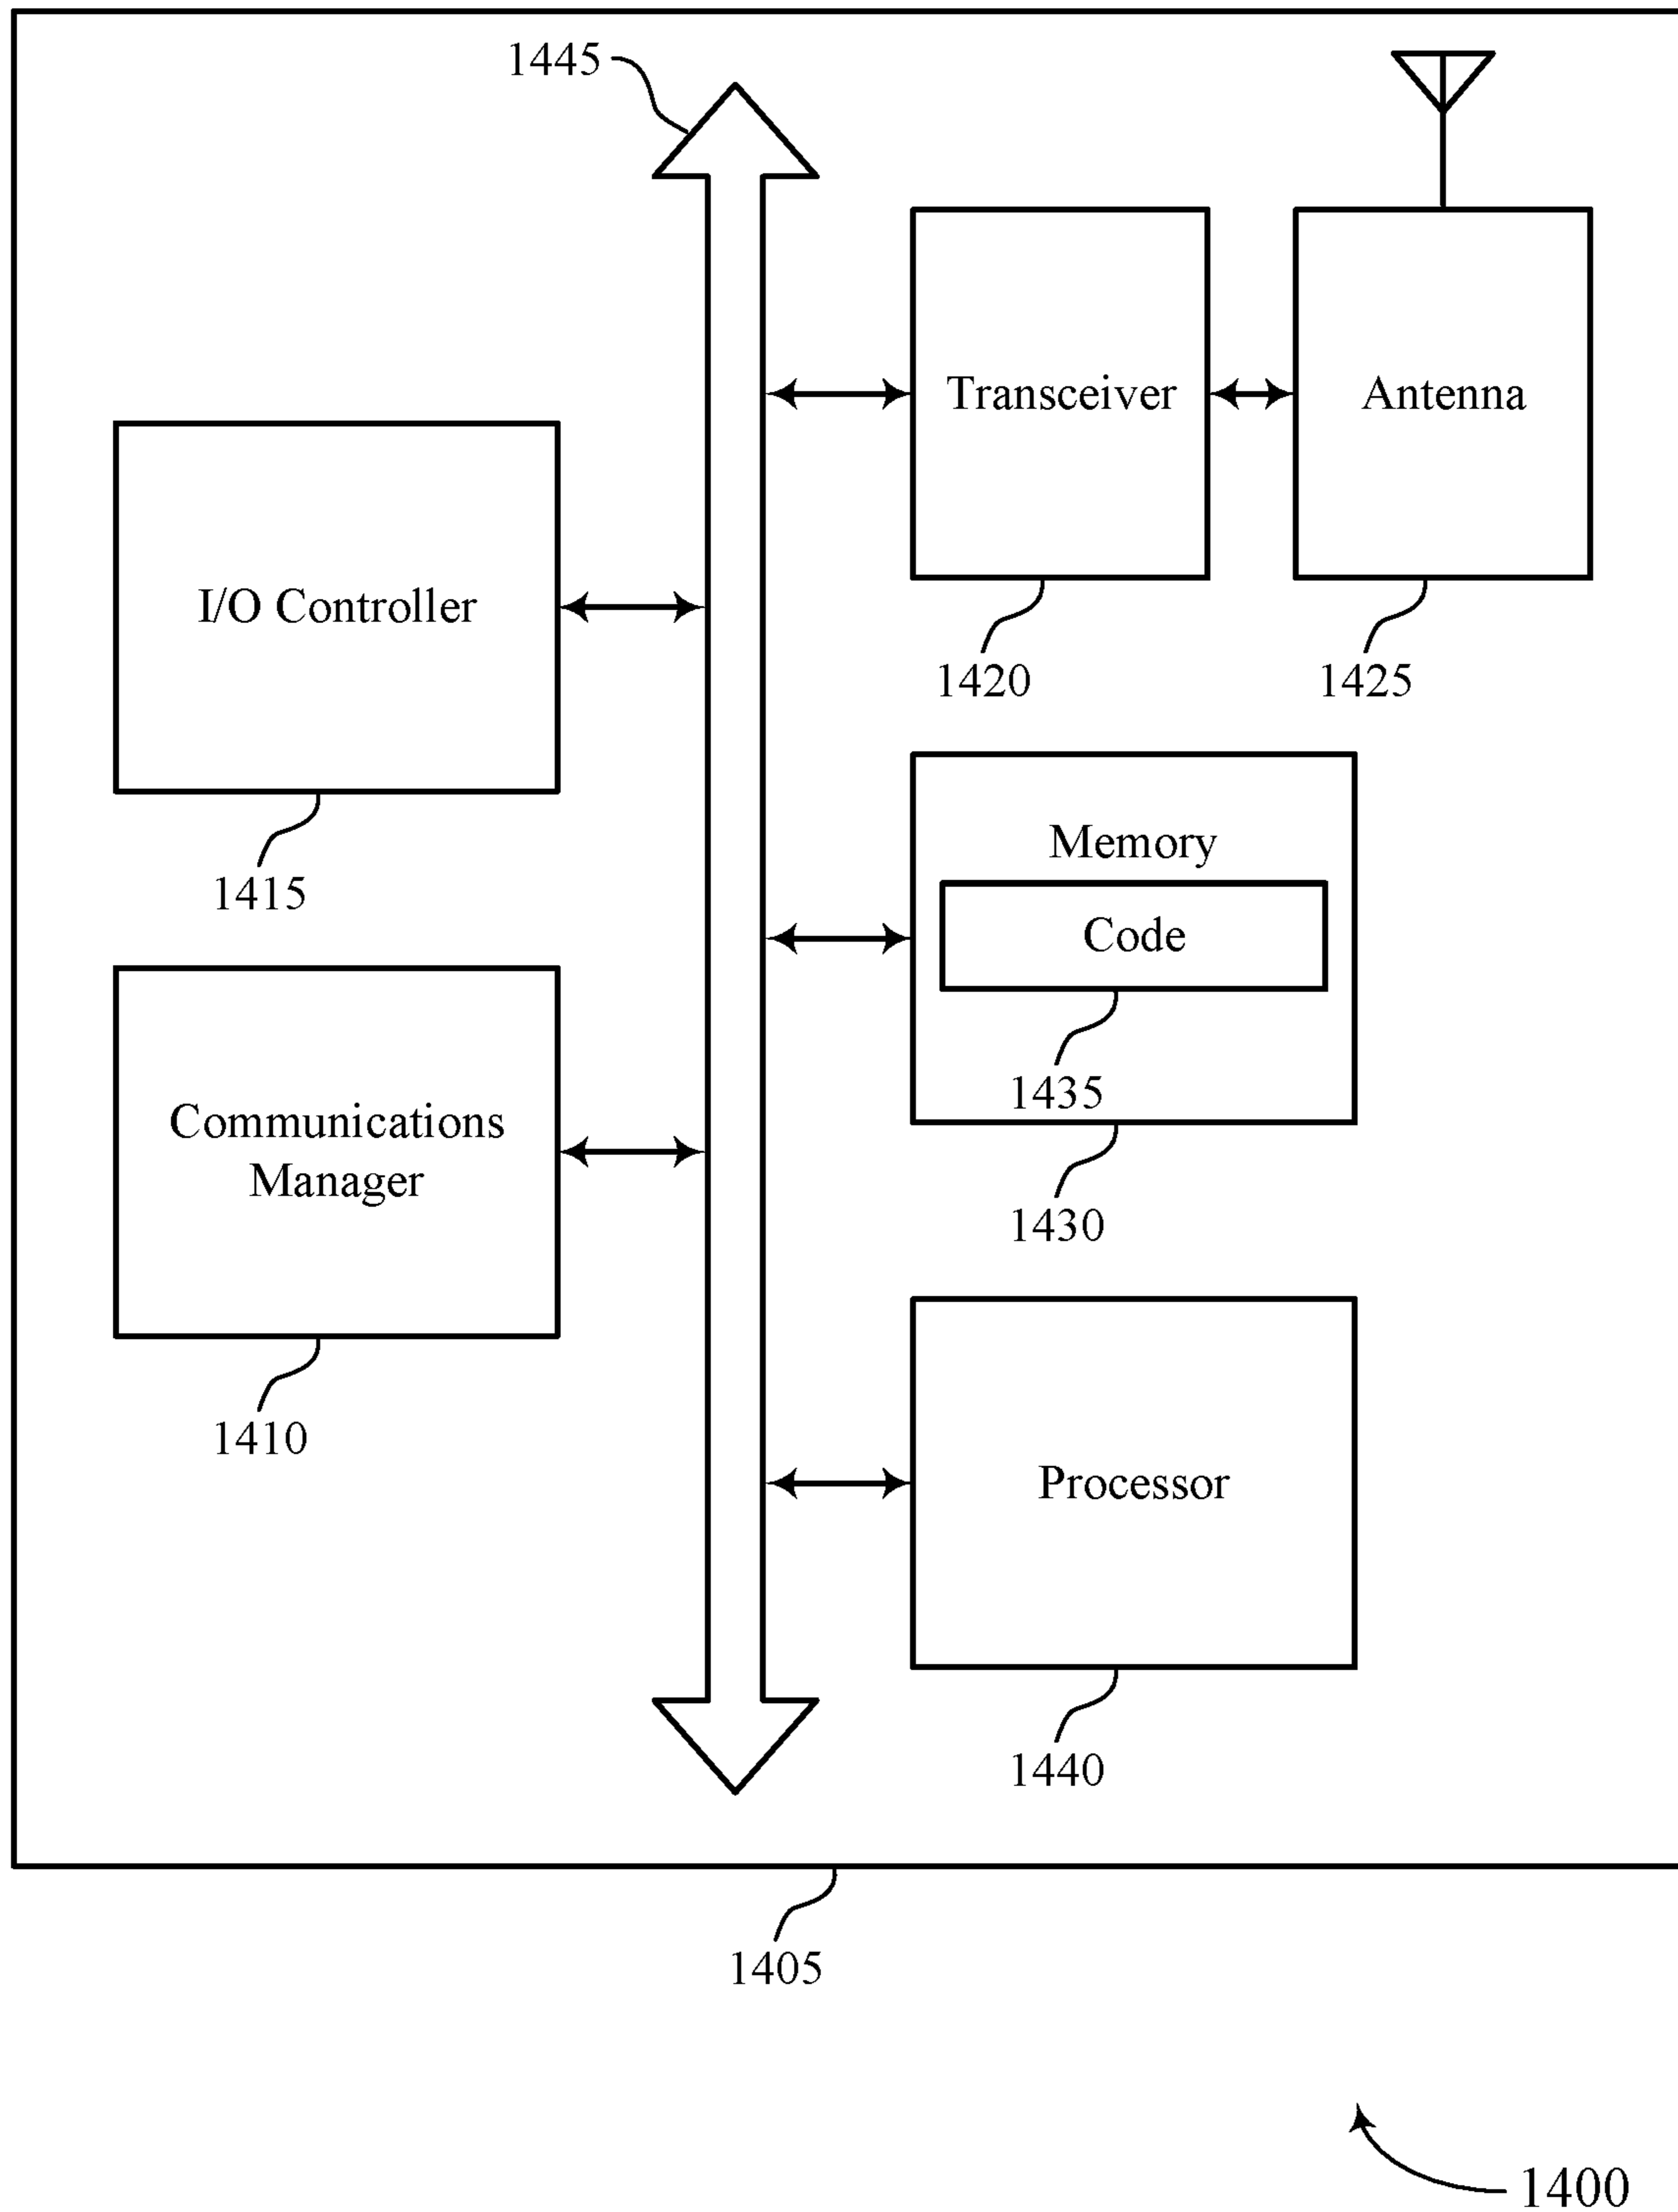 1445
Transceiver
Antenna
I/O Controller
1420
1425
Memory
1415
Code
1435
Communications
Manager
1430
1410
Processor
1440
1405
1400